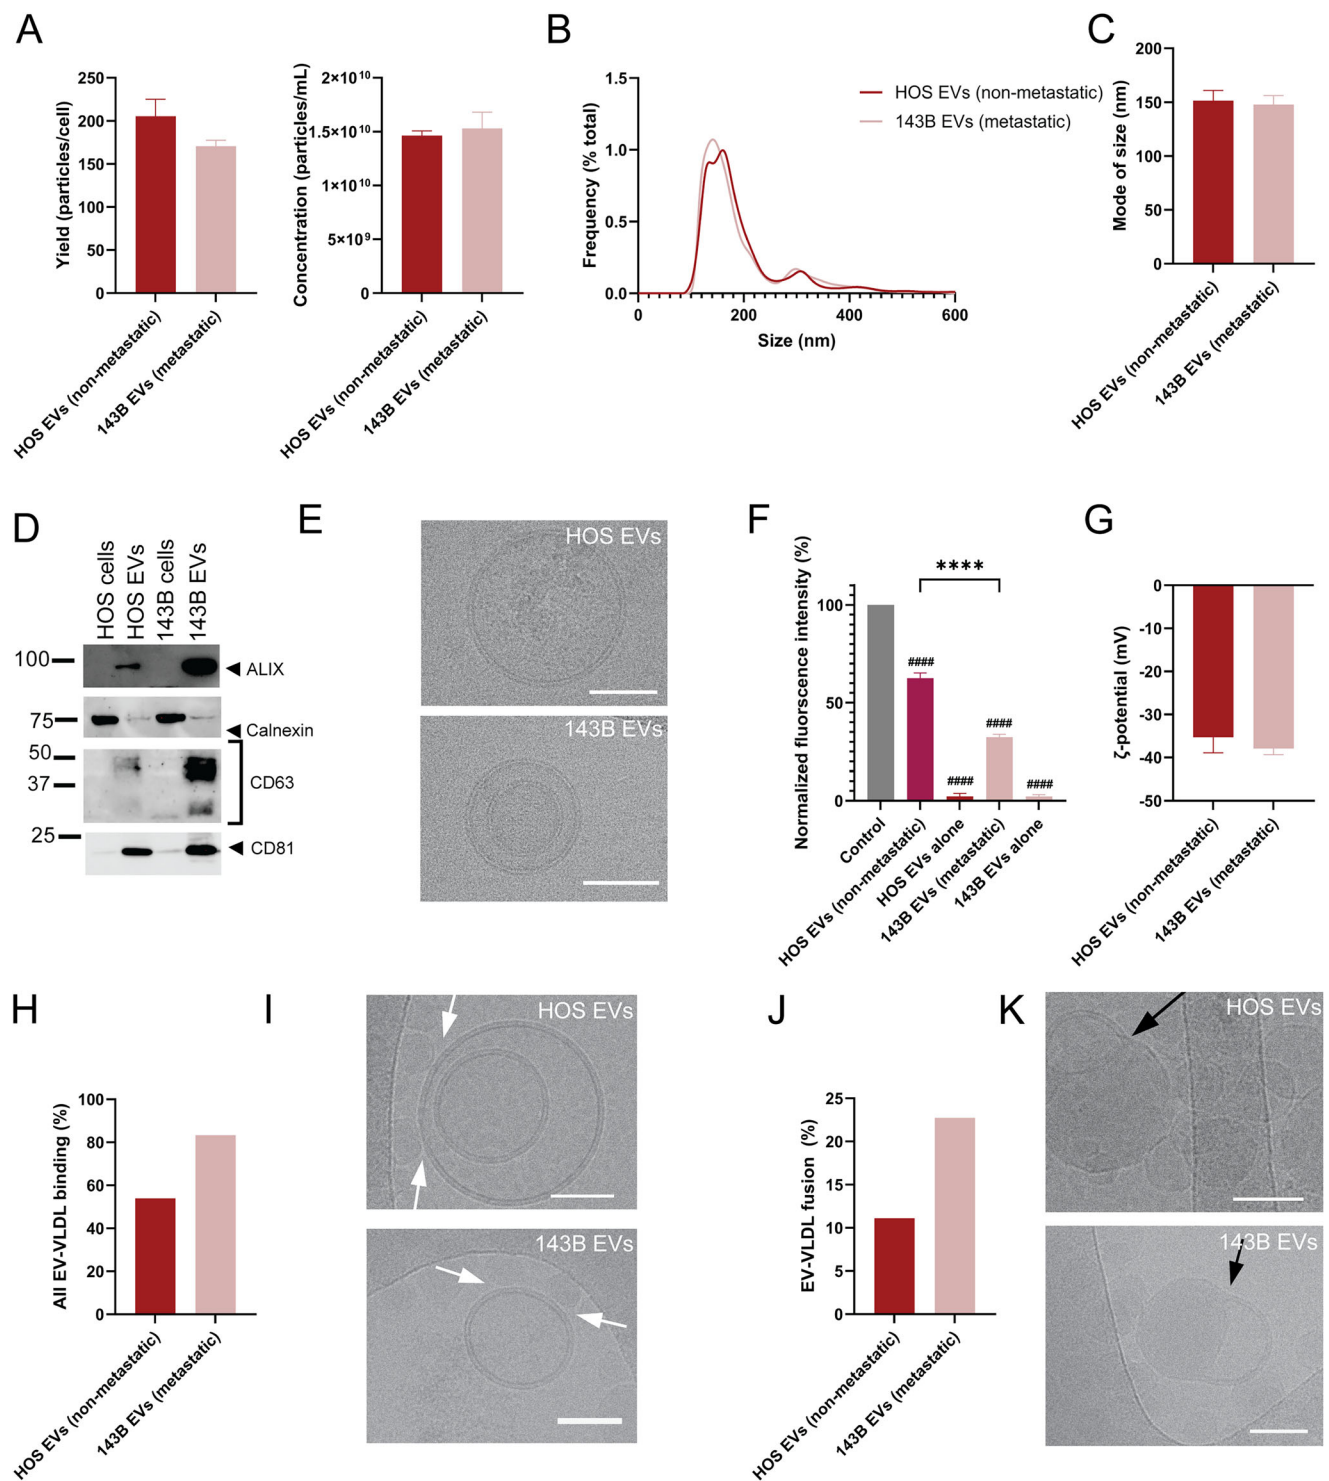 A
Yield (particles/cell)
250
200
150
100
50
0
HOS EVs (non-metastatic)
143B EVs (metastatic)
Concentration (particles/mL)
2×10¹⁰
1.5×10¹⁰
1×10¹⁰
5×10⁹
0
HOS EVs (non-metastatic)
143B EVs (metastatic)
B
Frequency (% total)
1.5
1.0
0.5
0.0
0
200
400
600
Size (nm)
HOS EVs (non-metastatic)
143B EVs (metastatic)
C
Mode of size (nm)
200
150
100
50
0
HOS EVs (non-metastatic)
143B EVs (metastatic)
D
HOS cells
HOS EVs
143B cells
143B EVs
100
ALIX
75
Calnexin
50
37
CD63
25
CD81
E
HOS EVs
143B EVs
F
Normalized fluorescence intensity (%)
100
50
0
****
####
####
####
####
Control
HOS EVs (non-metastatic)
HOS EVs alone
143B EVs (metastatic)
143B EVs alone
G
ζ-potential (mV)
0
-10
-20
-30
-40
-50
HOS EVs (non-metastatic)
143B EVs (metastatic)
H
All EV-VLDL binding (%)
100
80
60
40
20
0
HOS EVs (non-metastatic)
143B EVs (metastatic)
I
HOS EVs
143B EVs
J
EV-VLDL fusion (%)
25
20
15
10
5
0
HOS EVs (non-metastatic)
143B EVs (metastatic)
K
HOS EVs
143B EVs